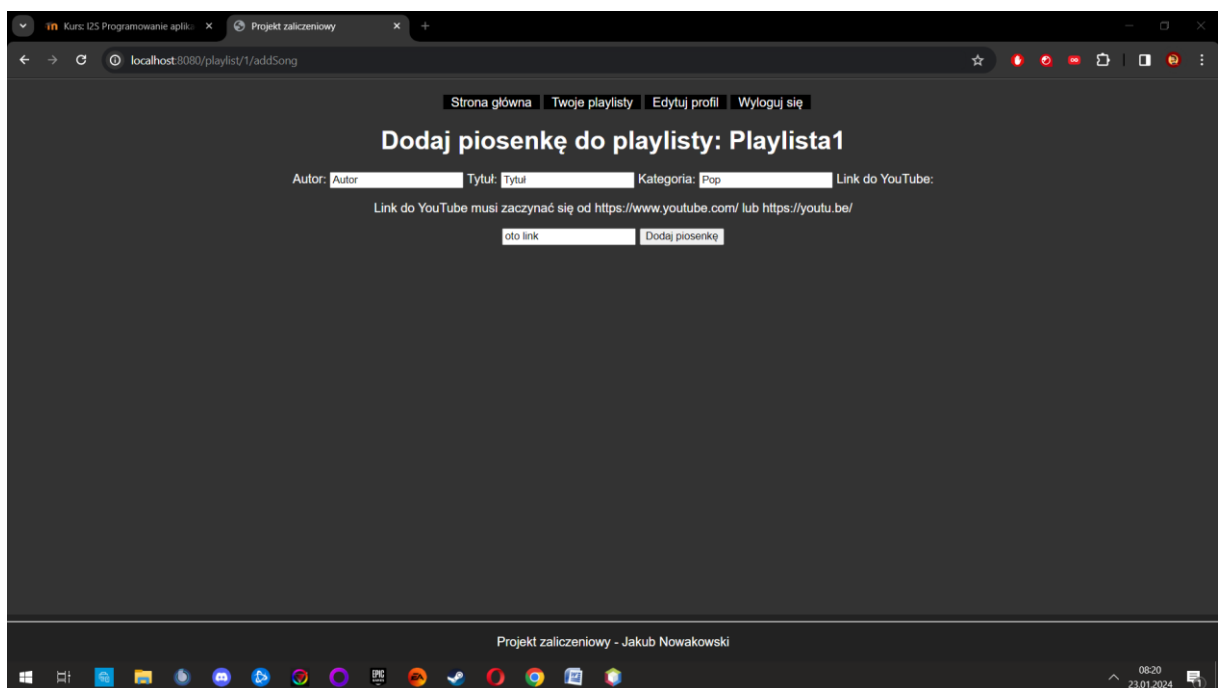 Kurs: I2S Programowanie aplika
Projekt zaliczeniowy
localhost:8080/playlist/1/addSong
Strona główna Twoje playlisty Edytuj profil Wyloguj się
Dodaj piosenkę do playlisty: Playlista1
Autor: Autor Tytuł: Tytuł Kategoria: Pop Link do YouTube:
Link do YouTube musi zaczynać się od https://www.youtube.com/ lub https://youtu.be/
oto link Dodaj piosenkę
Projekt zaliczeniowy - Jakub Nowakowski
EPIC
EA
08:20
23.01.2024